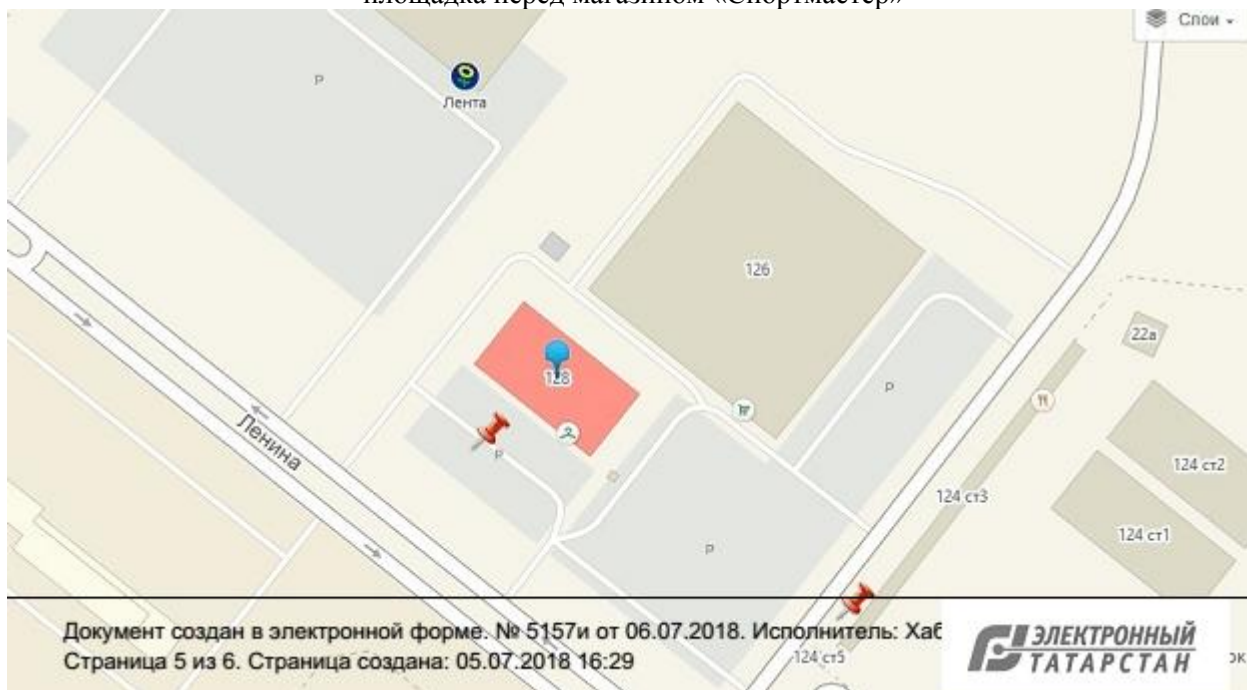 площадка перед магазином «Спортмастер»
Слои
P
Лента
126
22а
128
P
Ленина
P
124 ст2
124 ст3
124 ст1
P
Документ создан в электронной форме. № 5157и от 06.07.2018. Исполнитель: Хаб
Страница 5 из 6. Страница создана: 05.07.2018 16:29
124 ст5
ЭЛЕКТРОННЫЙ
ТАТАРСТАН